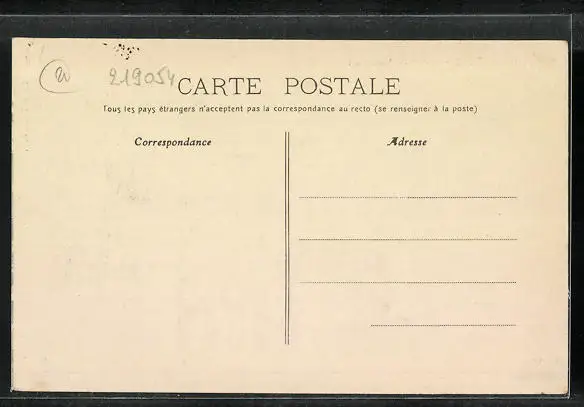 219054
CARTE POSTALE
Tous les pays étrangers n'acceptent pas la correspondance au recto (se renseigner à la poste)
Correspondance
Adresse